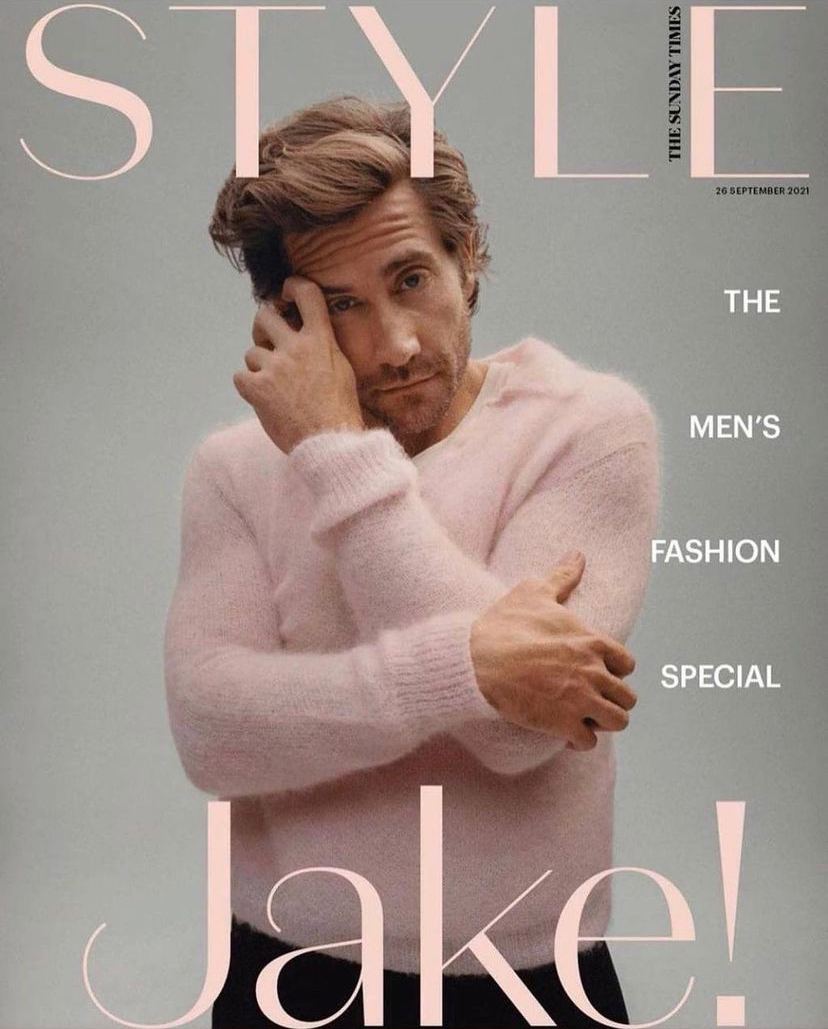 STYLE
THE SUNDAY TIMES
26 SEPTEMBER 2021
THE
MEN'S
FASHION
SPECIAL
Jake!